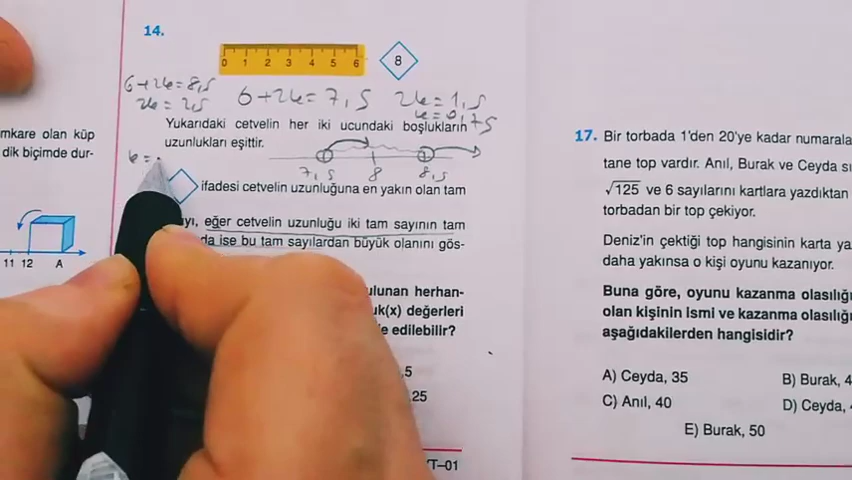 mkare olan küp
dik biçimde dur-
11 12 A
14.
0 1 2 3 4 5 6
8
6+2k=8,5
2k=2,5
k=
6+2k=7,5 2k=1,5
k=0,75
Yukarıdaki cetvelin her iki ucundaki boşlukların
uzunlukları eşittir.
7,5 8 8,5
ifadesi cetvelin uzunluğuna en yakın olan tam
yı, eğer cetvelin uzunluğu iki tam sayının tam
da ise bu tam sayılardan büyük olanını gös-
ulunan herhan-
uk(x) değerleri
e edilebilir?
,5
,25
T–01
17. Bir torbada 1'den 20'ye kadar numarala
tane top vardır. Anıl, Burak ve Ceyda sı
√125 ve 6 sayılarını kartlara yazdıktan
torbadan bir top çekiyor.
Deniz'in çektiği top hangisinin karta ya
daha yakınsa o kişi oyunu kazanıyor.
Buna göre, oyunu kazanma olasılığı
olan kişinin ismi ve kazanma olasılığı
aşağıdakilerden hangisidir?
A) Ceyda, 35 B) Burak, 4
C) Anıl, 40 D) Ceyda,
E) Burak, 50